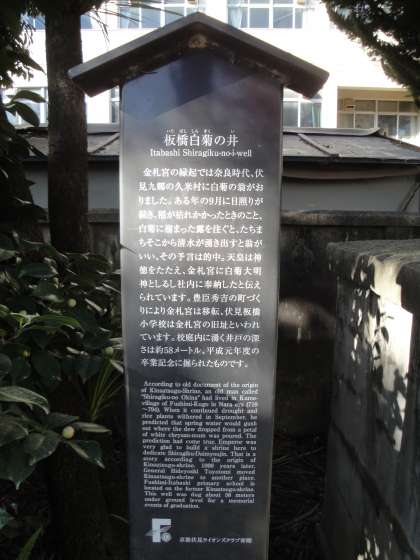 いた ばし しら ぎく の い
板橋白菊の井
Itabashi Shiragiku-no-i-well
金札宮の縁起では奈良時代、伏
見九郷の久米村に白菊の翁がお
りました。ある年の9月に日照りが
続き、稲が枯れかかったときのこと、
白菊に溜まった露を注ぐと、たちま
ちそこから清水が湧き出すと翁が
いい、その予言は的中。天皇は神
徳をたたえ、金札宮に白菊大明
神としるし社内に奉納したと伝え
られています。豊臣秀吉の町づく
りにより金札宮は移転、伏見板橋
小学校は金札宮の旧址といわれ
ています。校庭内に湧く井戸の深
さは約58メートル。平成元年度の
卒業記念に掘られたものです。
According to old document of the origin
of Kinsatsugu-Shrine, an old man called
"Shiragiku-no Okina" had lived in Kume-
village of Fushimi-Kugo in Nara era (710
~794). When it continued drought and
rice plants withered in September, he
predicted that spring water would gush
out where the dew dropped from a petal
of white chrysan-mum was pound. The
prediction had come true. Emperor was
very glad to build a shrine here to
dedicate Shiragiku-Daimyoujin. That is a
story according to the origin of
Kinsatsugu-shrine. 1000 years later,
General Hideyoshi Toyotomi moved
Kinsatsugu-shrine to another place.
Fushimi-Itabashi primary school is
located on the former Kinsatsugu-shrine.
This well was dug about 58 meters
under ground level for a memorial
events of graduation.
京都伏見ライオンズクラブ寄贈